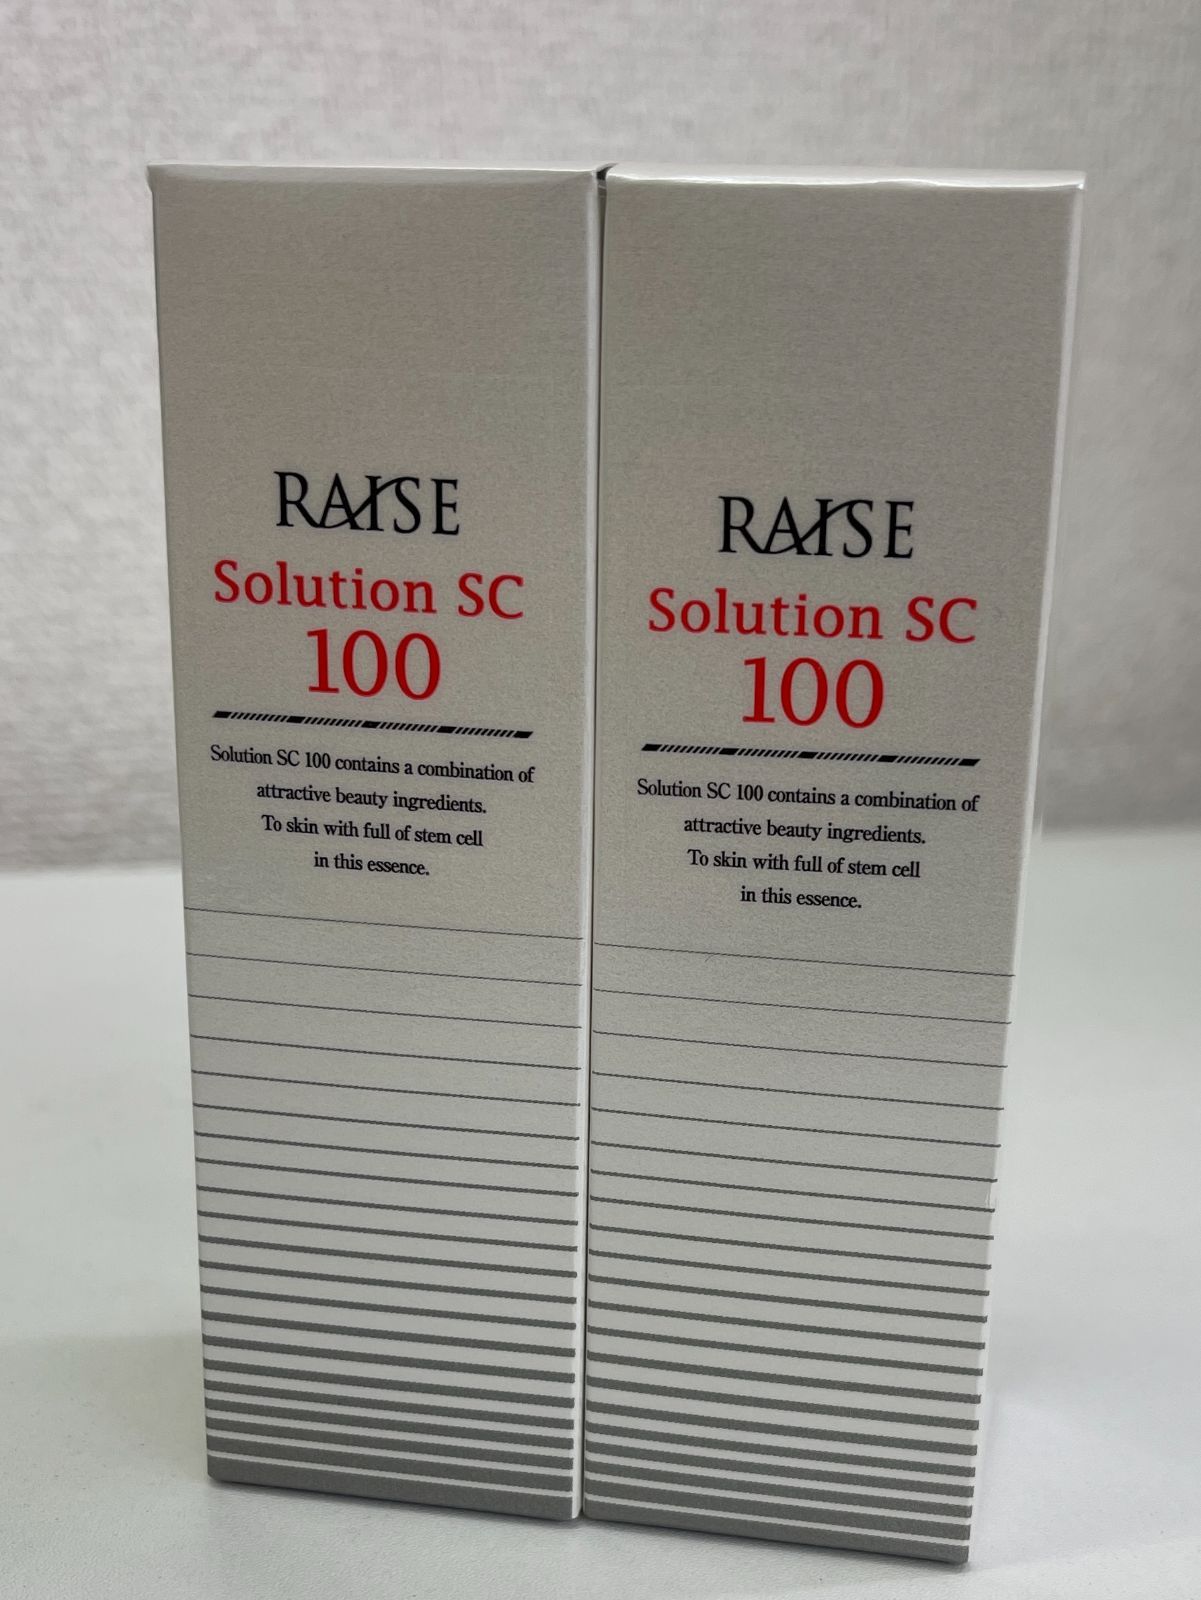 RAISE
Solution SC
100
Solution SC 100 contains a combination of
attractive beauty ingredients.
To skin with full of stem cell
in this essence.
RAISE
Solution SC
100
Solution SC 100 contains a combination of
attractive beauty ingredients.
To skin with full of stem cell
in this essence.